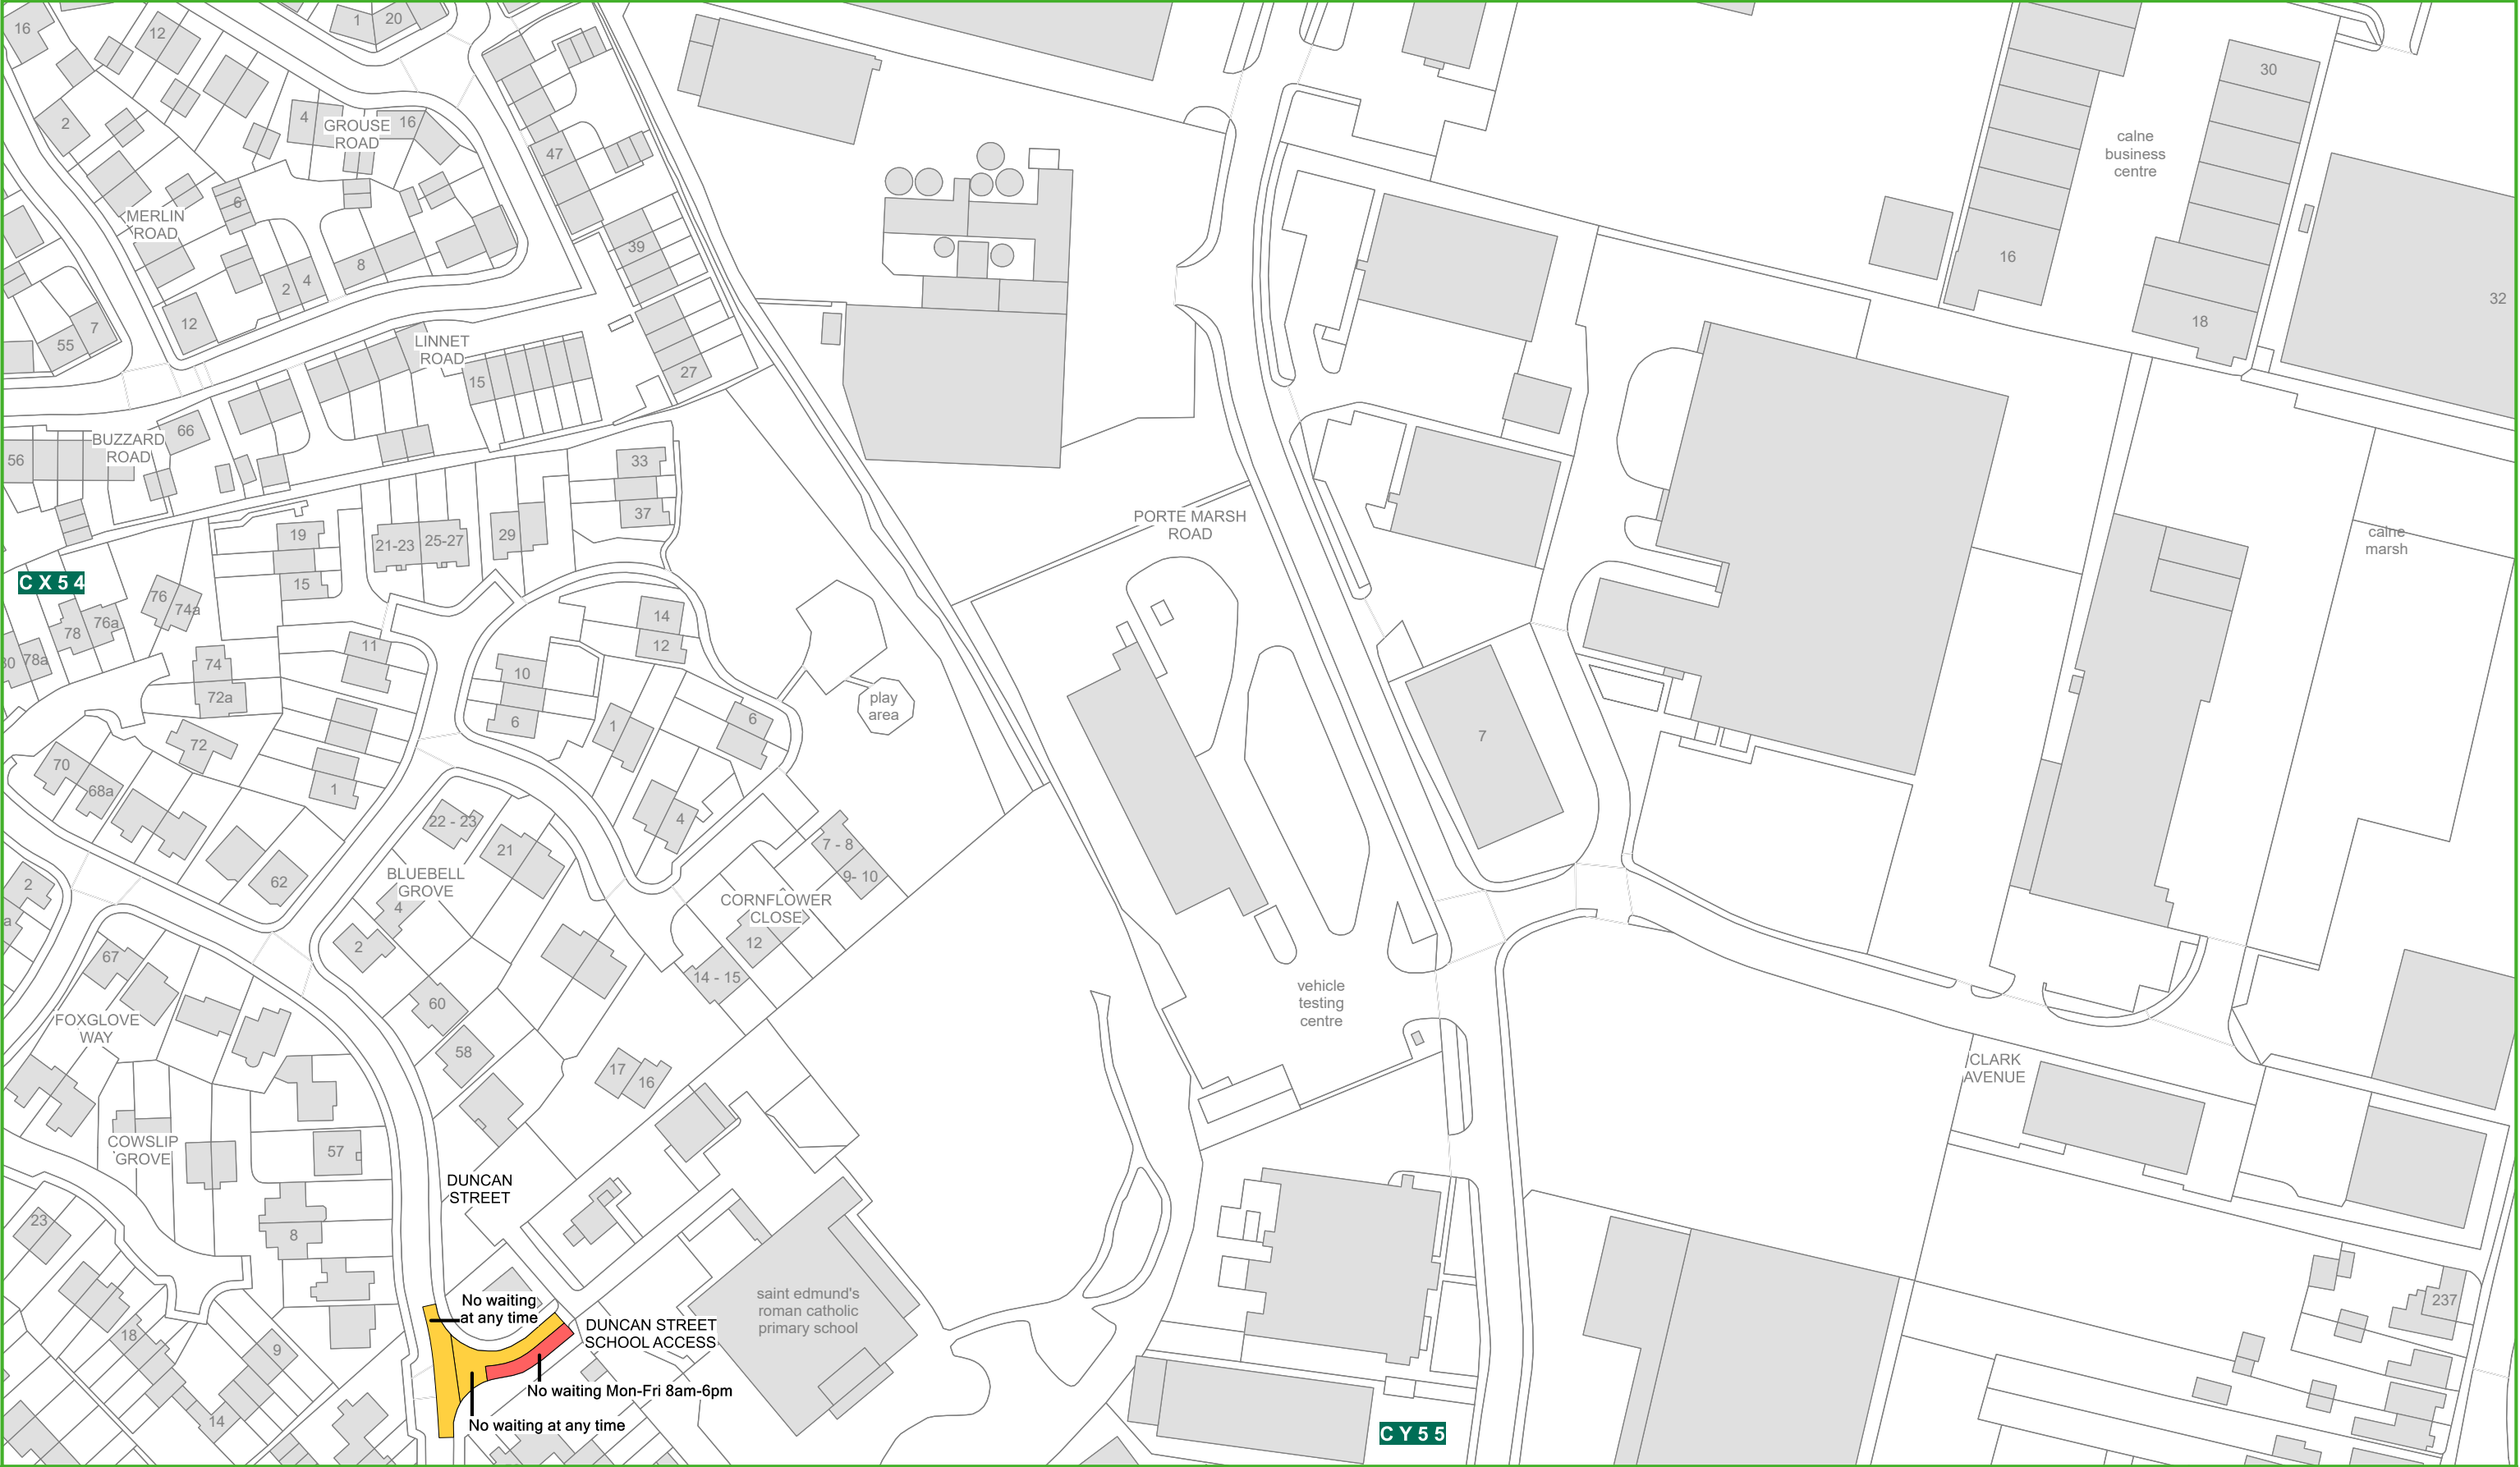 16
12
1
20
30
2
4
GROUSE
ROAD
16
47
calne
business
centre
6
MERLIN
ROAD
39
8
2
4
16
12
7
55
LINNET
ROAD
15
27
18
32
66
BUZZARD
ROAD
56
33
37
19
15
21-23
25-27
29
PORTE MARSH
ROAD
calne
marsh
CX54
76
74a
78
76a
80
78a
74
72a
11
14
12
10
6
1
6
play
area
7
72
70
68a
1
4
22 - 23
21
7 - 8
9- 10
2
a
62
BLUEBELL
GROVE
4
2
CORNFLOWER
CLOSE
12
14 - 15
67
60
58
vehicle
testing
centre
FOXGLOVE
WAY
17
16
CLARK
AVENUE
COWSLIP
GROVE
57
DUNCAN
STREET
23
8
No waiting
at any time
saint edmund's
roman catholic
primary school
DUNCAN STREET
SCHOOL ACCESS
237
18
9
14
No waiting Mon-Fri 8am-6pm
No waiting at any time
CY55